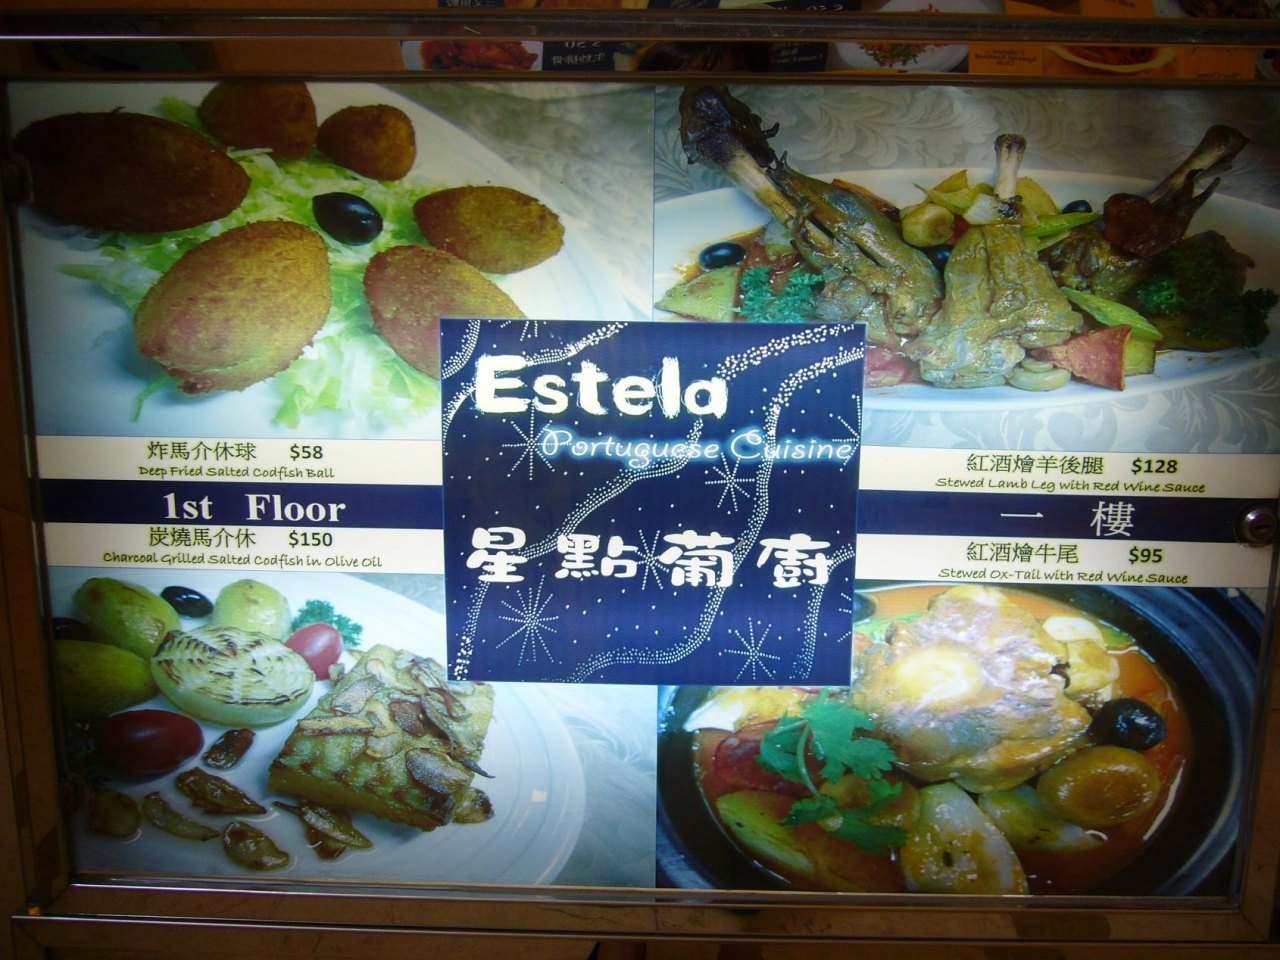 Estela
Portuguese Cuisine
星點葡廚
炸馬介休球 $58
Deep Fried Salted Codfish Ball
1st Floor
炭燒馬介休 $150
Charcoal Grilled Salted Codfish in Olive Oil
紅酒燴羊後腿 $128
Stewed Lamb Leg with Red Wine Sauce
一樓
紅酒燴牛尾 $95
Stewed Ox-Tail with Red Wine Sauce